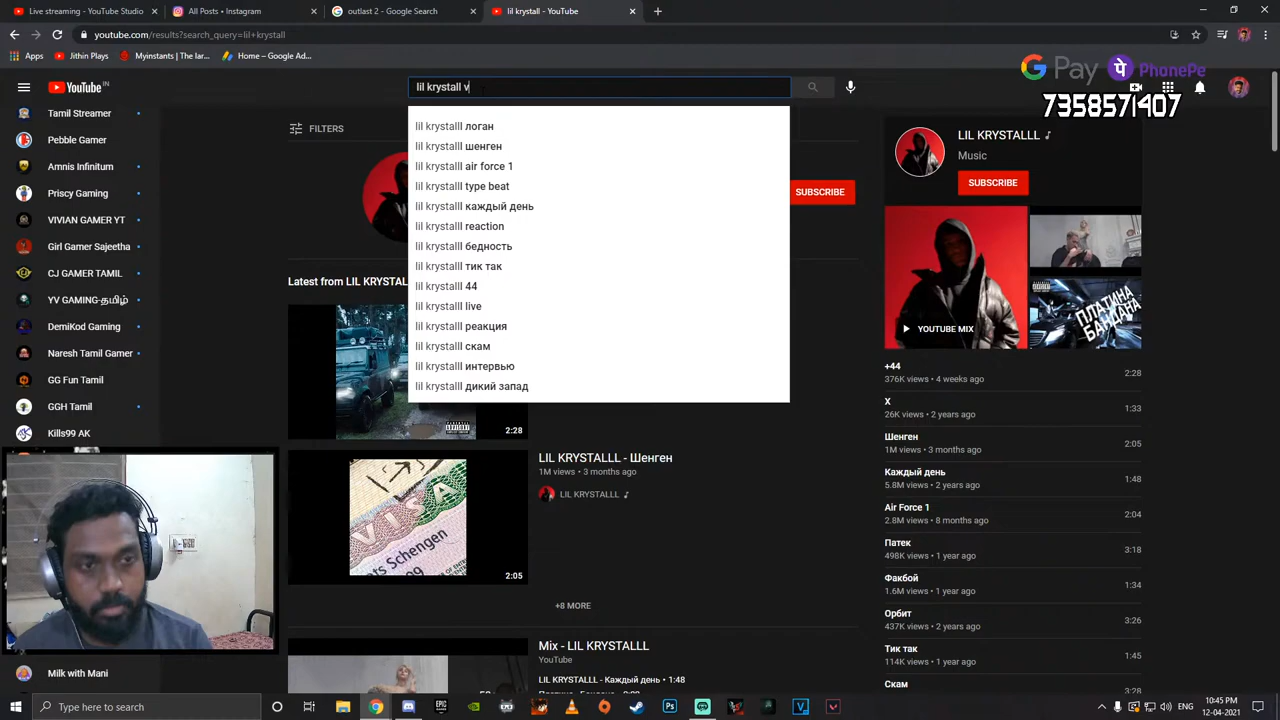 Live streaming - YouTube Studio
All Posts • Instagram
outlast 2 - Google Search
lil krystall - YouTube
youtube.com/results?search_query=lil+krystall
Apps
Jithin Plays
Myinstants | The lar...
Home – Google Ads
YouTube IN
lil krystall v
G Pay PhonePe
7358571407
Tamil Streamer
Pebble Gamer
Amnis Infinitum
Priscy Gaming
VIVIAN GAMER YT
Girl Gamer Sajeetha
CJ GAMER TAMIL
YV GAMING-தமிழ்
DemiKod Gaming
Naresh Tamil Gamer
GG Fun Tamil
GGH Tamil
Kills99 AK
Milk with Mani
FILTERS
lil krystalll логан
lil krystalll шенген
lil krystalll air force 1
lil krystalll type beat
lil krystalll каждый день
lil krystalll reaction
lil krystalll бедность
lil krystalll тик так
lil krystalll 44
lil krystalll live
lil krystalll реакция
lil krystalll скам
lil krystalll интервью
lil krystalll дикий запад
SUBSCRIBE
Latest from LIL KRYSTAL
2:28
VISA
ts Schengen
2:05
LIL KRYSTALLL - Шенген
1M views • 3 months ago
LIL KRYSTALLL
+8 MORE
Mix - LIL KRYSTALLL
YouTube
LIL KRYSTALLL - Каждый день • 1:48
LIL KRYSTALLL
Music
SUBSCRIBE
YOUTUBE MIX
ПЛАТИНА
БАНДАНА
+44
376K views • 4 weeks ago
2:28
X
26K views • 2 years ago
1:33
Шенген
1M views • 3 months ago
2:05
Каждый день
5.8M views • 2 years ago
1:48
Air Force 1
2.8M views • 8 months ago
2:04
Патек
498K views • 1 year ago
3:18
Факбой
1.6M views • 1 year ago
1:34
Орбит
437K views • 2 years ago
3:26
Тик так
114K views • 1 year ago
1:45
Скам
3:28
Type here to search
ENG
10:45 PM
12-04-2021